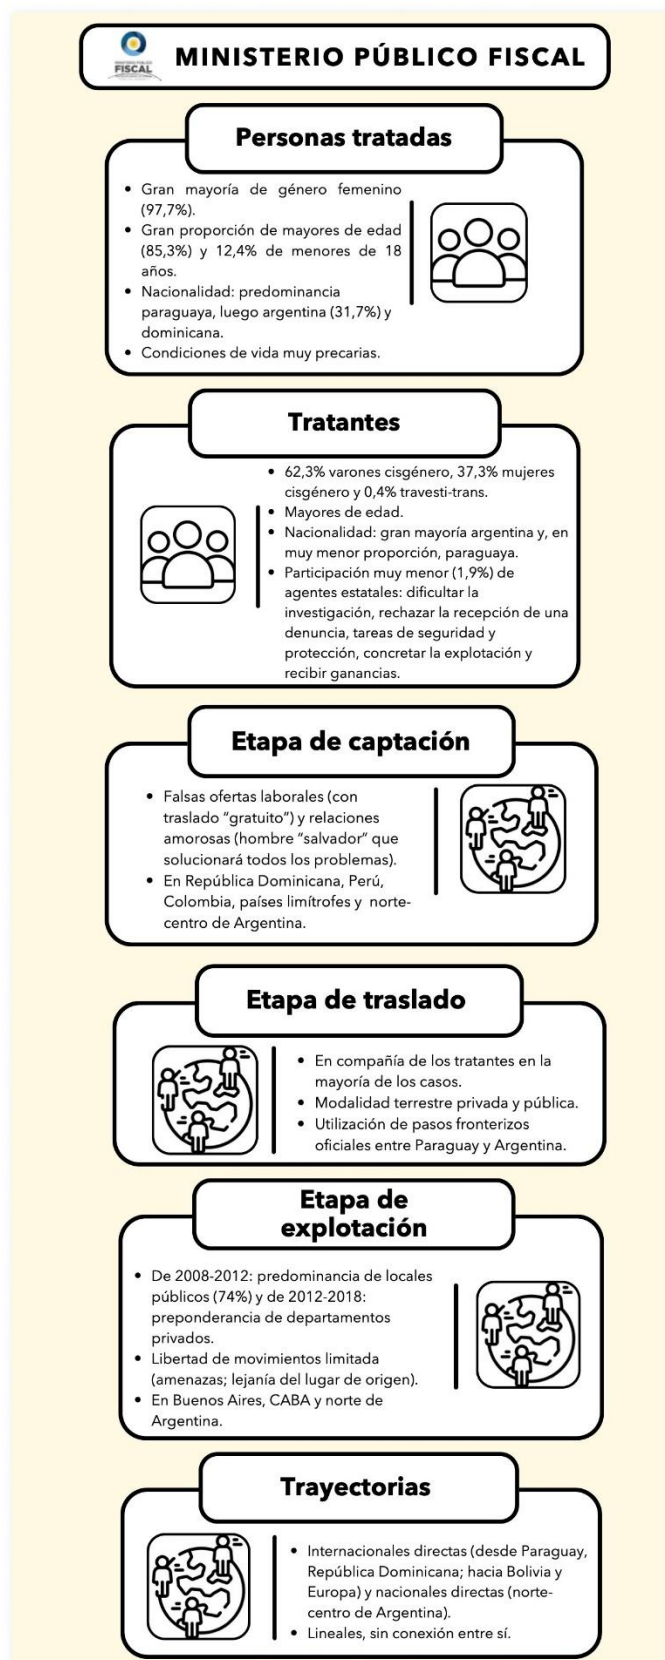 MINISTERIO PÚBLICO FISCAL
FISCAL
Personas tratadas
• Gran mayoría de género femenino
(97,7%).
• Gran proporción de mayores de edad
(85,3%) y 12,4% de menores de 18
años.
• Nacionalidad: predominancia
paraguaya, luego argentina (31,7%) y
dominicana.
• Condiciones de vida muy precarias.
Tratantes
• 62,3% varones cisgénero, 37,3% mujeres
cisgénero y 0,4% travesti-trans.
• Mayores de edad.
• Nacionalidad: gran mayoría argentina y, en
muy menor proporción, paraguaya.
• Participación muy menor (1,9%) de
agentes estatales: dificultar la
investigación, rechazar la recepción de una
denuncia, tareas de seguridad y
protección, concretar la explotación y
recibir ganancias.
Etapa de captación
• Falsas ofertas laborales (con
traslado “gratuito”) y relaciones
amorosas (hombre “salvador” que
solucionará todos los problemas).
• En República Dominicana, Perú,
Colombia, países limítrofes y norte-
centro de Argentina.
Etapa de traslado
• En compañía de los tratantes en la
mayoría de los casos.
• Modalidad terrestre privada y pública.
• Utilización de pasos fronterizos
oficiales entre Paraguay y Argentina.
Etapa de
explotación
• De 2008-2012: predominancia de locales
públicos (74%) y de 2012-2018:
preponderancia de departamentos
privados.
• Libertad de movimientos limitada
(amenazas; lejanía del lugar de origen).
• En Buenos Aires, CABA y norte de
Argentina.
Trayectorias
• Internacionales directas (desde Paraguay,
República Dominicana; hacia Bolivia y
Europa) y nacionales directas (norte-
centro de Argentina).
• Lineales, sin conexión entre sí.